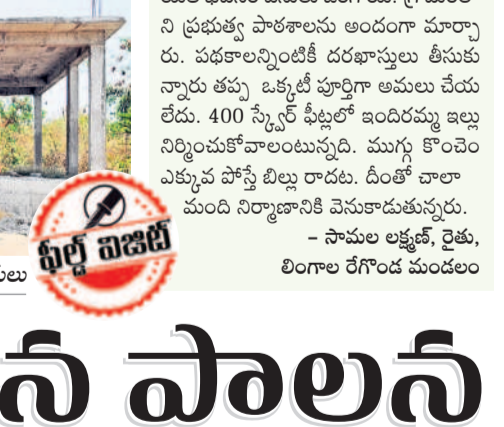 ని ప్రభుత్వ పాఠశాలను అందంగా మార్చా
రు. పథకాలన్నింటికీ దరఖాస్తులు తీసుకు
న్నారు తప్ప ఒక్కటీ పూర్తిగా అమలు చేయ
లేదు. 400 స్క్వేర్ ఫీట్లలో ఇందిరమ్మ ఇల్లు
నిర్మించుకోవాలంటున్నది. ముగ్గు కొంచెం
ఎక్కువ పోస్తే బిల్లు రాదట. దీంతో చాలా
మంది నిర్మాణానికి వెనుకాడుతున్నరు.
– సామల లక్ష్మణ్, రైతు,
లింగాల రేగొండ మండలం
ఫీల్డ్ విజిట్
న పాలన